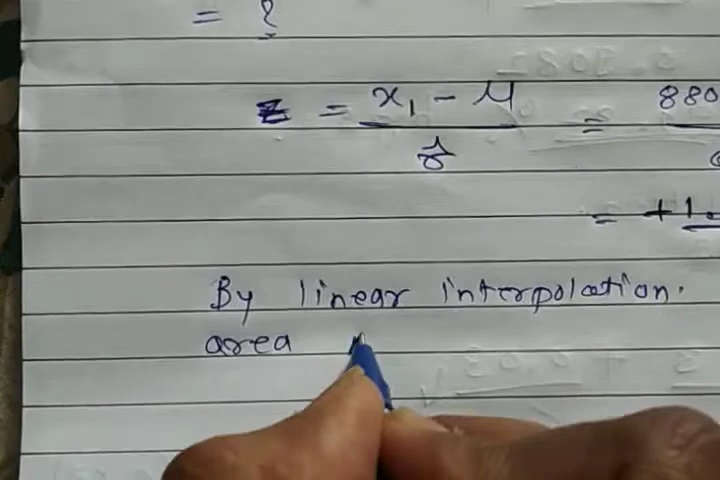 = ?
z = x₁ - μ / σ = 880
= +1.
By linear interpolation.
area